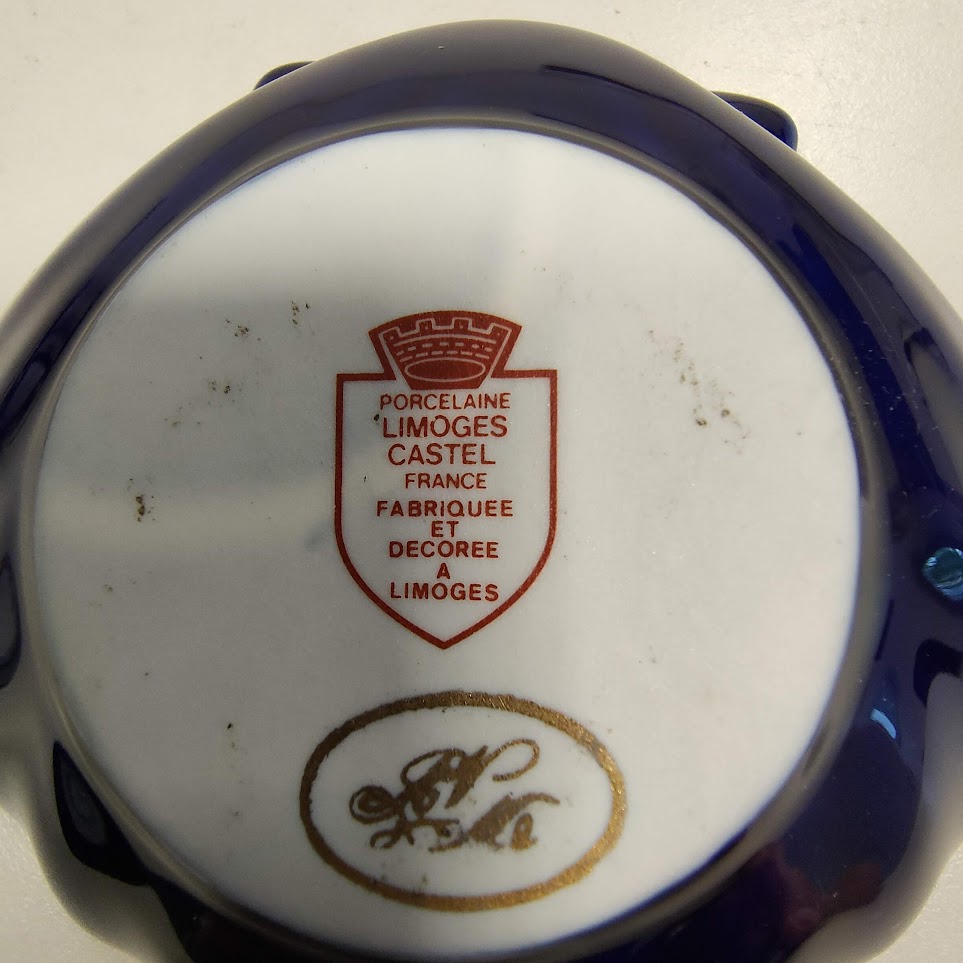 PORCELAINE
LIMOGES
CASTEL
FRANCE
FABRIQUEE
ET
DECOREE
A
LIMOGES